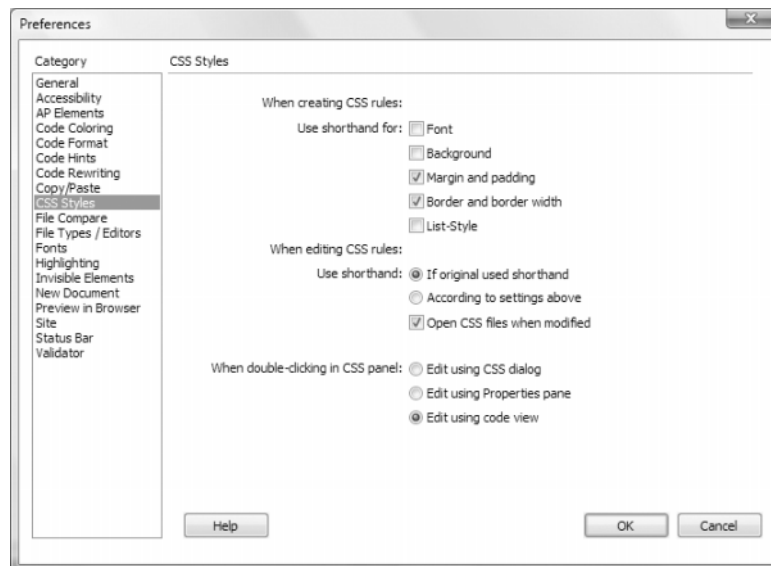 Preferences
X
Category
General
Accessibility
AP Elements
Code Coloring
Code Format
Code Hints
Code Rewriting
Copy/Paste
CSS Styles
File Compare
File Types / Editors
Fonts
Highlighting
Invisible Elements
New Document
Preview in Browser
Site
Status Bar
Validator
CSS Styles
When creating CSS rules:
Use shorthand for: Font
Background
Margin and padding
Border and border width
List-Style
When editing CSS rules:
Use shorthand: If original used shorthand
According to settings above
Open CSS files when modified
When double-clicking in CSS panel: Edit using CSS dialog
Edit using Properties pane
Edit using code view
Help
OK
Cancel